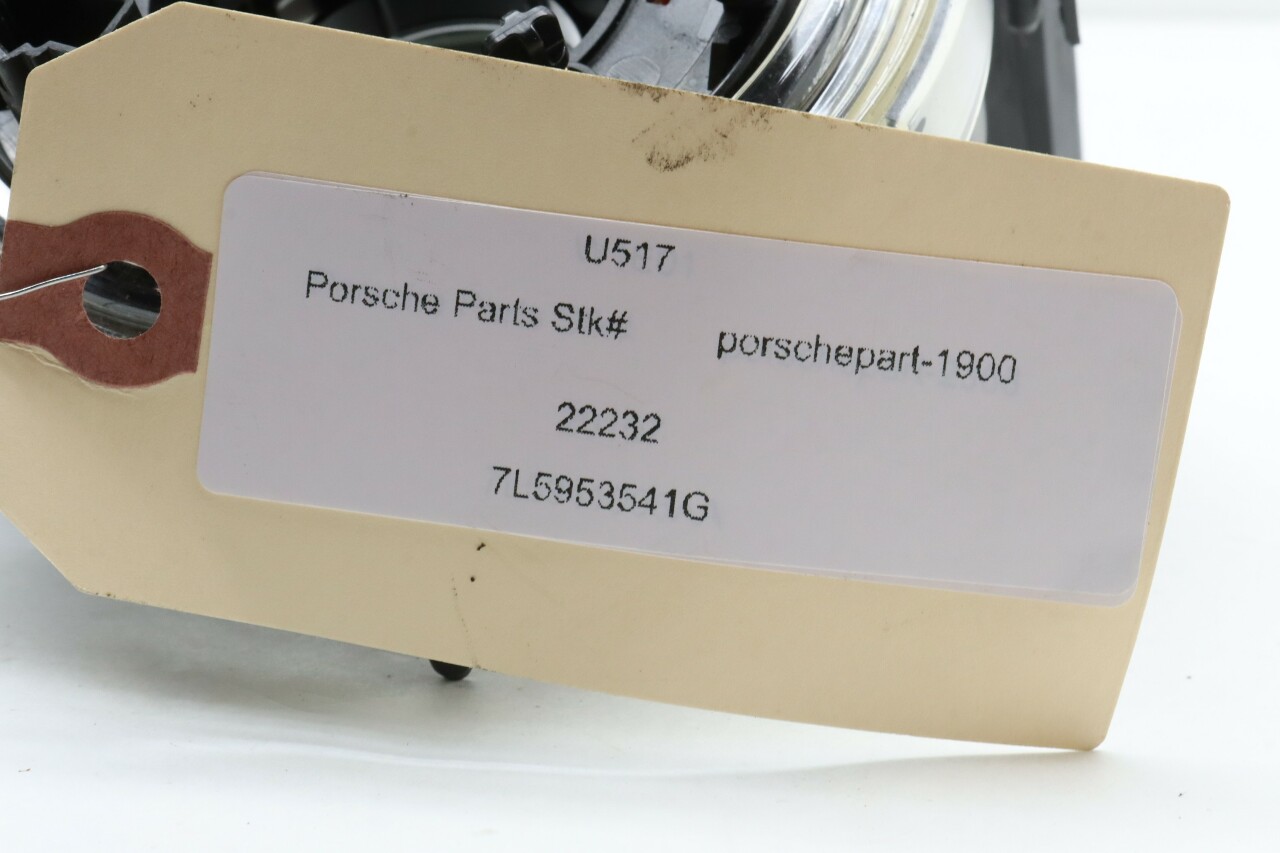 U517
Porsche Parts Stk# porschepart-1900
22232
7L5953541G